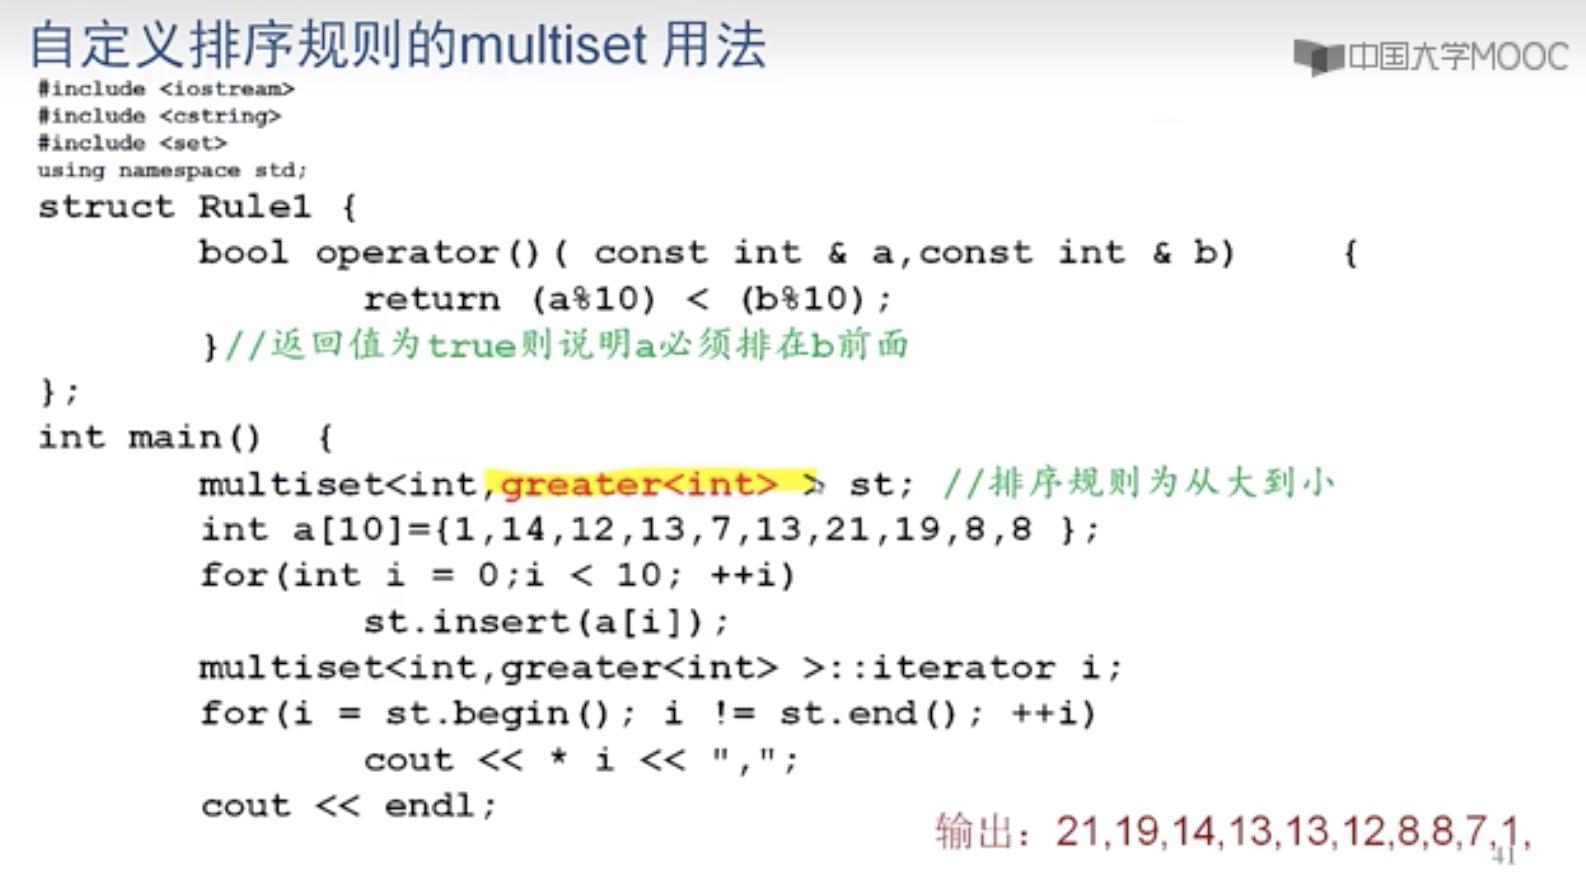 自定义排序规则的multiset 用法
中国大学MOOC
#include <iostream>
#include <cstring>
#include <set>
using namespace std;
struct Rule1 {
bool operator()( const int & a,const int & b) {
return (a%10) < (b%10);
}//返回值为true则说明a必须排在b前面
};
int main() {
multiset<int,greater<int> > st; //排序规则为从大到小
int a[10]={1,14,12,13,7,13,21,19,8,8 };
for(int i = 0;i < 10; ++i)
st.insert(a[i]);
multiset<int,greater<int> >::iterator i;
for(i = st.begin(); i != st.end(); ++i)
cout << * i << ",";
cout << endl;
输出：21,19,14,13,13,12,8,8,7,1,
41